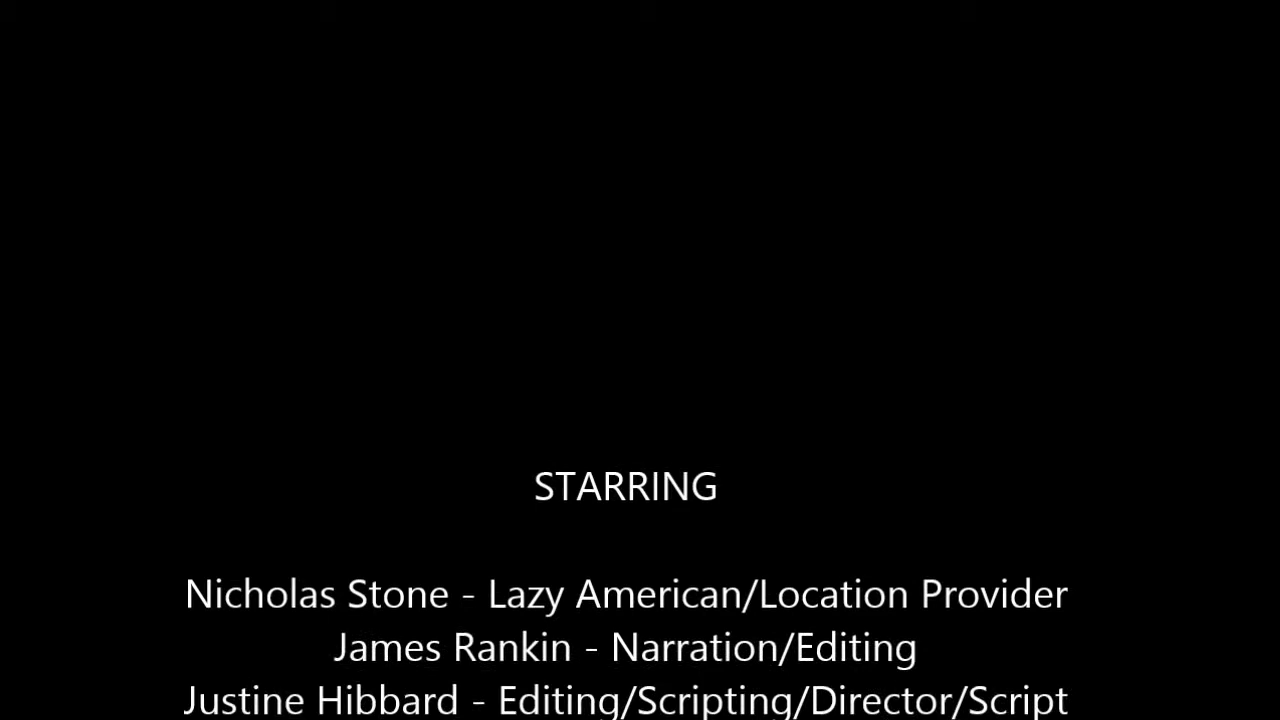 STARRING
Nicholas Stone - Lazy American/Location Provider
James Rankin - Narration/Editing
Justine Hibbard - Editing/Scripting/Director/Script